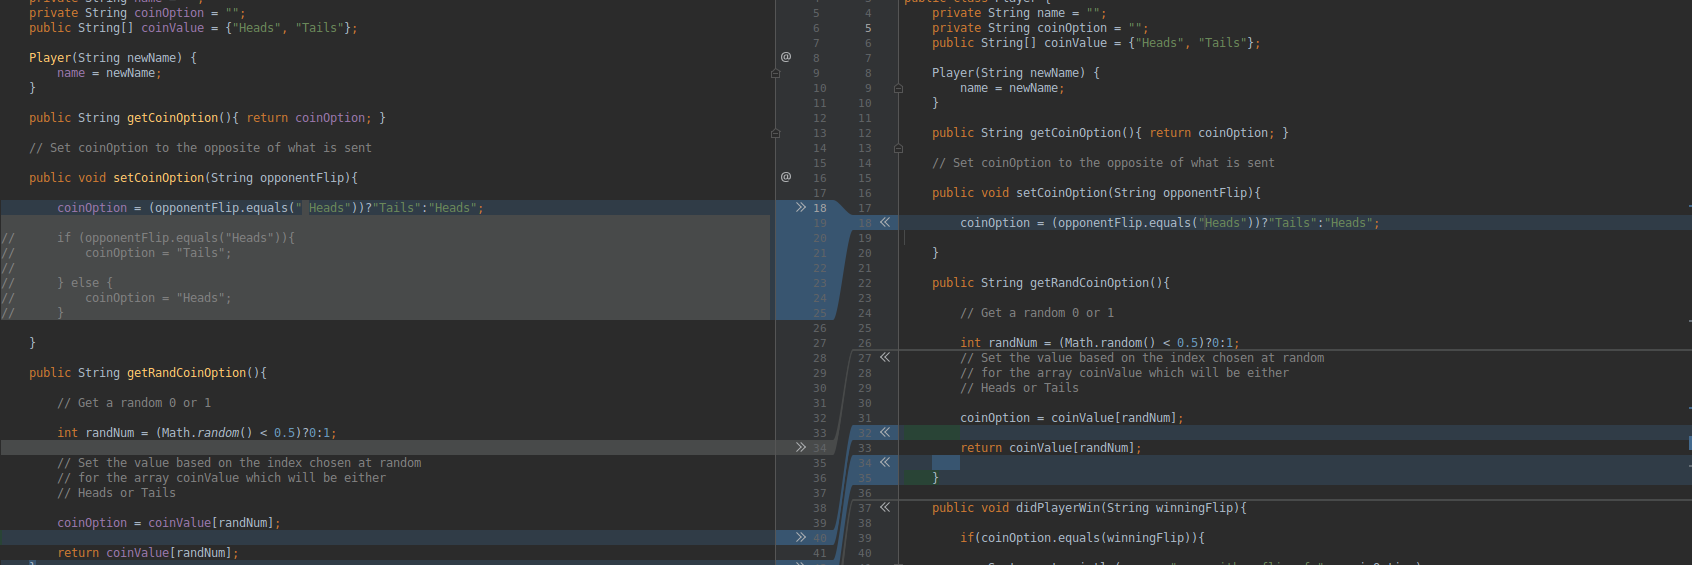 private String coinOption = "";
public String[] coinValue = {"Heads", "Tails"};
Player(String newName) {
name = newName;
}
public String getCoinOption(){ return coinOption; }
// Set coinOption to the opposite of what is sent
public void setCoinOption(String opponentFlip){
coinOption = (opponentFlip.equals(" Heads"))?"Tails":"Heads";
//      if (opponentFlip.equals("Heads")){
//          coinOption = "Tails";
//
//      } else {
//          coinOption = "Heads";
//      }
}
public String getRandCoinOption(){
// Get a random 0 or 1
int randNum = (Math.random() < 0.5)?0:1;
// Set the value based on the index chosen at random
// for the array coinValue which will be either
// Heads or Tails
coinOption = coinValue[randNum];
return coinValue[randNum];
5 4
6 5
7 6
@ 8 7
9 8
10 9
11 10
12 11
13 12
14 13
15 14
@ 16 15
17 16
18 17
19 18
20 19
21 20
22 21
23 22
24 23
25 24
26 25
27 26
28 27
29 28
30 29
31 30
32 31
33 32
34 33
35 34
36 35
37 36
38 37
39 38
40 39
41 40
private String name = "";
private String coinOption = "";
public String[] coinValue = {"Heads", "Tails"};
Player(String newName) {
name = newName;
}
public String getCoinOption(){ return coinOption; }
// Set coinOption to the opposite of what is sent
public void setCoinOption(String opponentFlip){
coinOption = (opponentFlip.equals("Heads"))?"Tails":"Heads";
}
public String getRandCoinOption(){
// Get a random 0 or 1
int randNum = (Math.random() < 0.5)?0:1;
// Set the value based on the index chosen at random
// for the array coinValue which will be either
// Heads or Tails
coinOption = coinValue[randNum];
return coinValue[randNum];
}
public void didPlayerWin(String winningFlip){
if(coinOption.equals(winningFlip)){